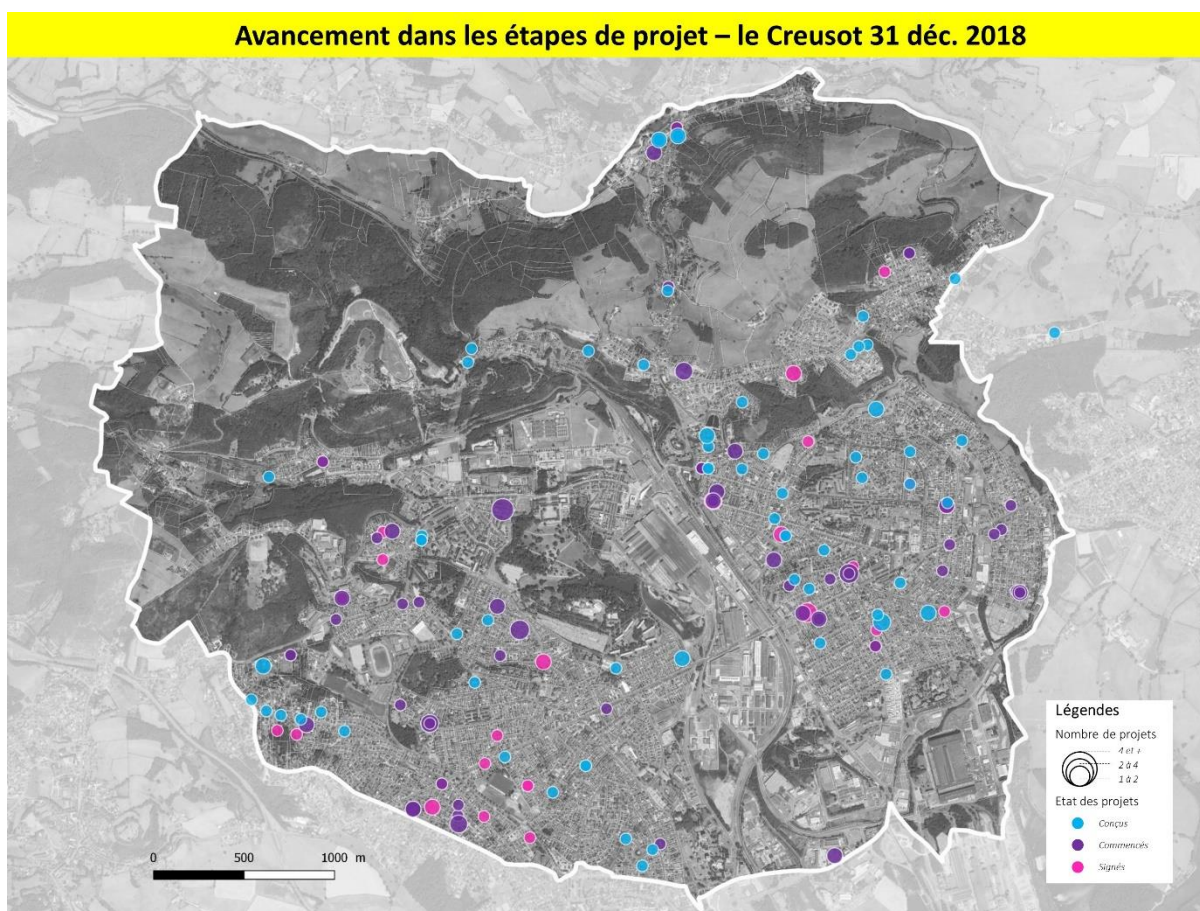 Avancement dans les étapes de projet – le Creusot 31 déc. 2018
0 500 1000 m
Légendes
Nombre de projets
4 et +
2 à 4
1 à 2
Etat des projets
Conçus
Commencés
Signés